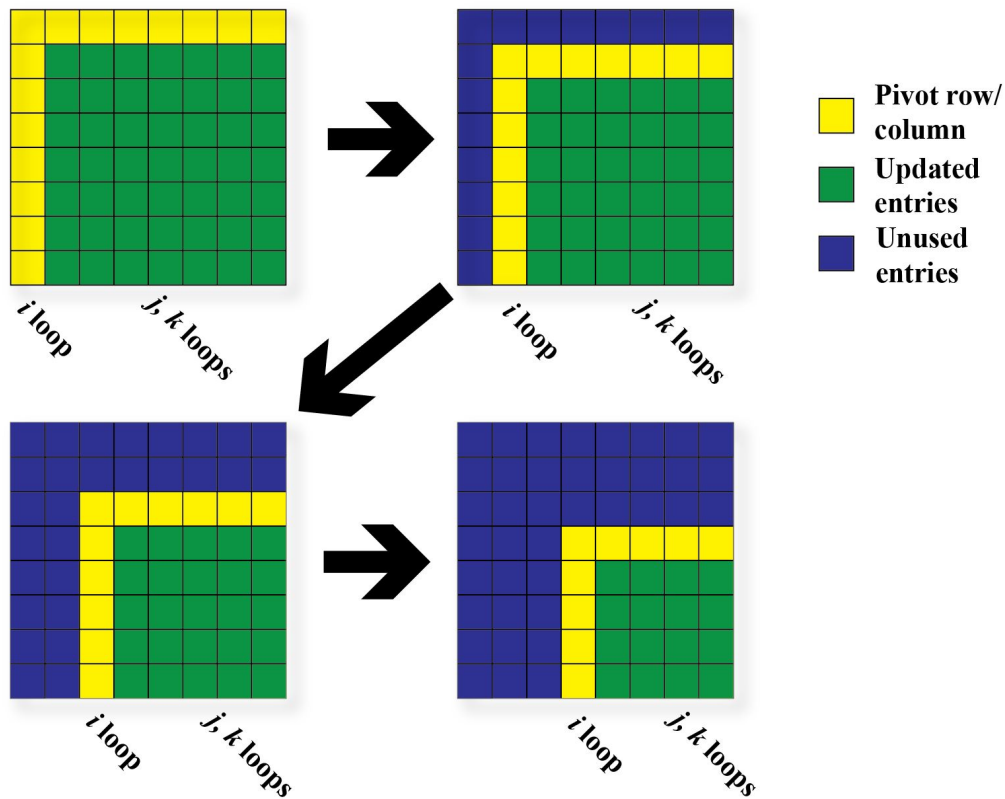 Pivot row/
column
Updated
entries
Unused
entries
i loop
j, k loops
i loop
j, k loops
i loop
j, k loops
i loop
j, k loops